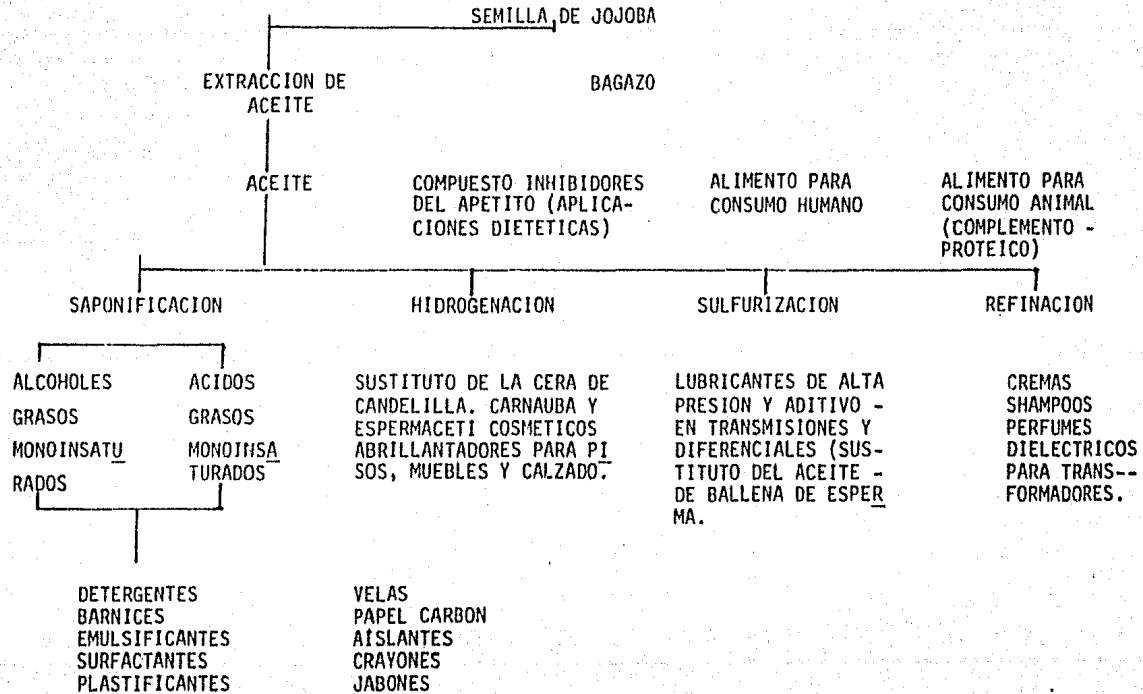 SEMILLA DE JOJOBA
EXTRACCION DE
ACEITE
BAGAZO
ACEITE
COMPUESTO INHIBIDORES
DEL APETITO (APLICA-
CIONES DIETETICAS)
ALIMENTO PARA
CONSUMO HUMANO
ALIMENTO PARA
CONSUMO ANIMAL
(COMPLEMENTO -
PROTEICO)
SAPONIFICACION
HIDROGENACION
SULFURIZACION
REFINACION
ALCOHOLES
GRASOS
MONOINSATU
RADOS
ACIDOS
GRASOS
MONOINSA
TURADOS
SUSTITUTO DE LA CERA DE
CANDELILLA. CARNAUBA Y
ESPERMACETI COSMETICOS
ABRILLANTADORES PARA PI
SOS, MUEBLES Y CALZADO.
LUBRICANTES DE ALTA
PRESION Y ADITIVO -
EN TRANSMISIONES Y
DIFERENCIALES (SUS-
TITUTO DEL ACEITE -
DE BALLENA DE ESPER
MA.
CREMAS
SHAMPOOS
PERFUMES
DIELECTRICOS
PARA TRANS--
FORMADORES.
DETERGENTES
BARNICES
EMULSIFICANTES
SURFACTANTES
PLASTIFICANTES
VELAS
PAPEL CARBON
AISLANTES
CRAYONES
JABONES